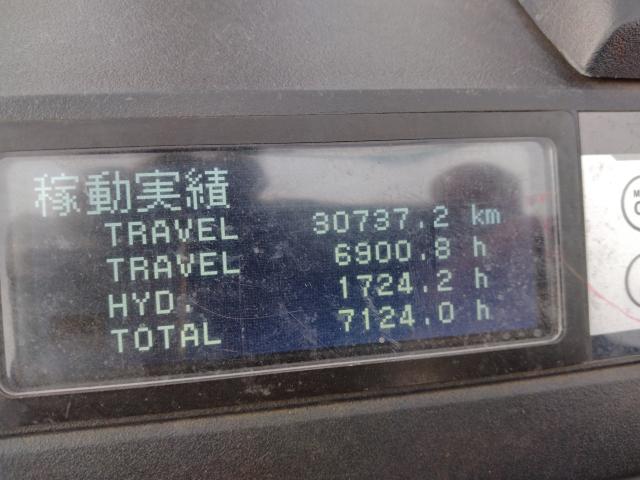 稼動実績
TRAVEL 30737.2 km
TRAVEL 6900.8 h
HYD. 1724.2 h
TOTAL 7124.0 h